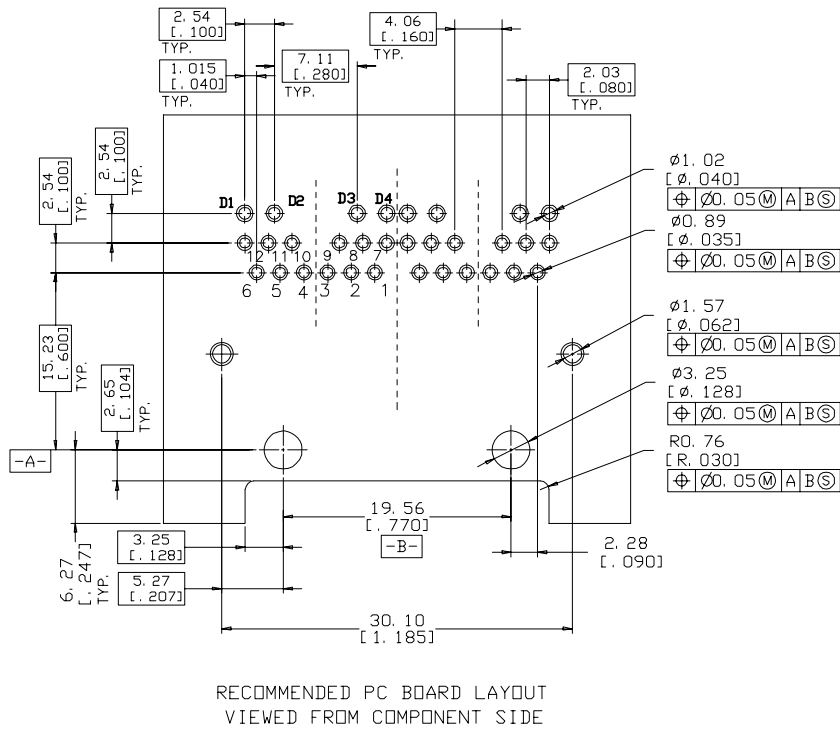 2.54
[.100]
TYP.
1.015
[.040]
TYP.
7.11
[.280]
TYP.
4.06
[.160]
2.03
[.080]
TYP.
2.54
[.100]
TYP.
2.54
[.100]
TYP.
D1
D2
D3
D4
12 11 10 9 8 7
6 5 4 3 2 1
Ø1.02
[Ø.040]
⌖ Ø0.05Ⓜ A BⓈ
Ø0.89
[Ø.035]
⌖ Ø0.05Ⓜ A BⓈ
Ø1.57
[Ø.062]
⌖ Ø0.05Ⓜ A BⓈ
Ø3.25
[Ø.128]
⌖ Ø0.05Ⓜ A BⓈ
R0.76
[R.030]
⌖ Ø0.05Ⓜ A BⓈ
15.23
[.600]
TYP.
2.65
[.104]
TYP.
-A-
6.27
[.247]
TYP.
3.25
[.128]
5.27
[.207]
19.56
[.770]
-B-
2.28
[.090]
30.10
[1.185]
RECOMMENDED PC BOARD LAYOUT
VIEWED FROM COMPONENT SIDE